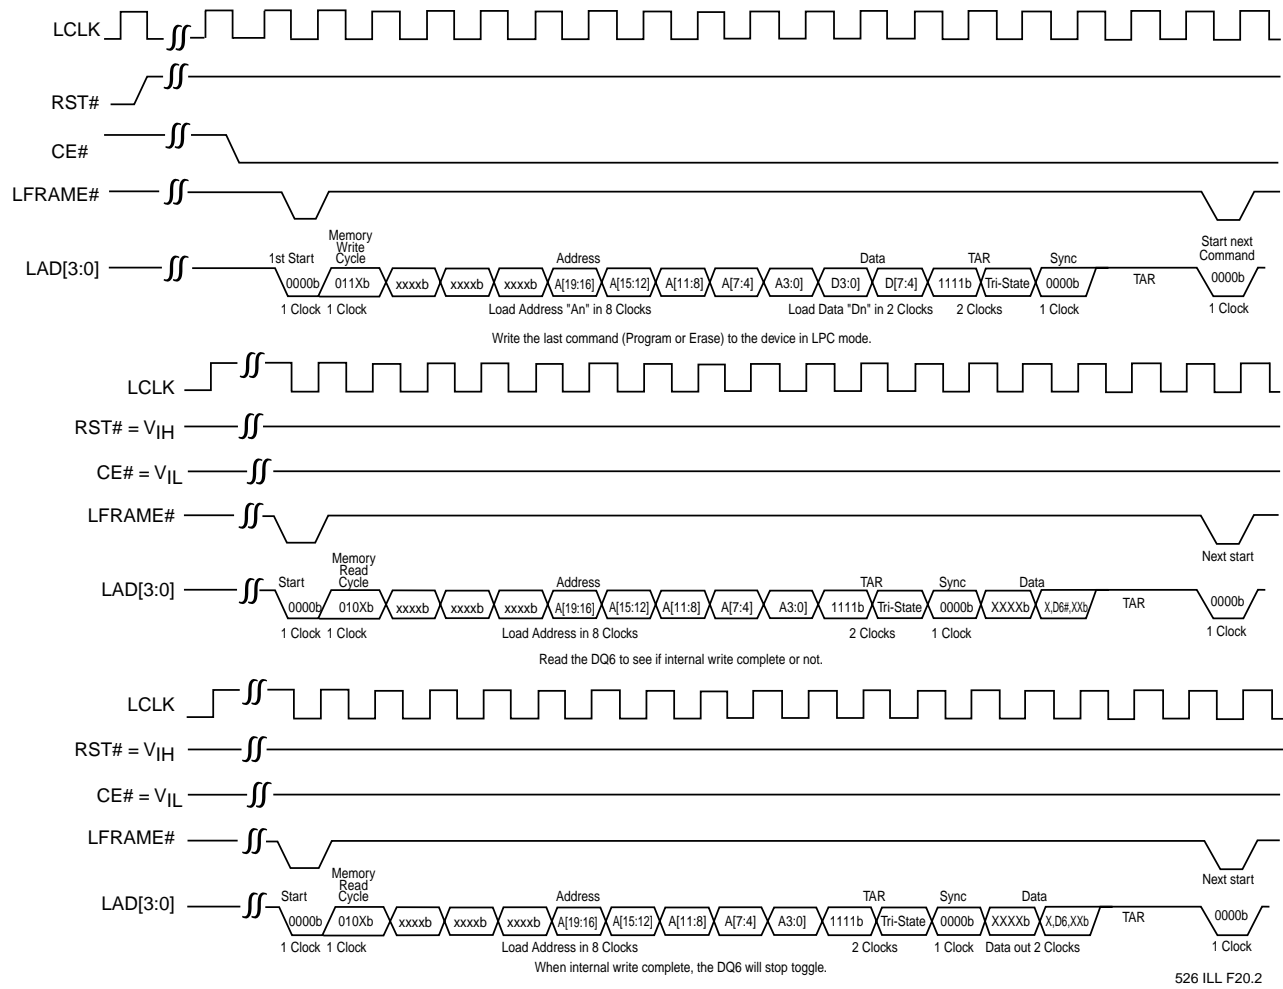 LCLK
RST#
CE#
LFRAME#
Memory
Write
Cycle
Start next
Command
1st Start
Address
Data
TAR
Sync
LAD[3:0]
0000b 011Xb xxxxb xxxxb xxxxb A[19:16] A[15:12] A[11:8] A[7:4] A3:0] D3:0] D[7:4] 1111b Tri-State 0000b TAR 0000b
1 Clock 1 Clock Load Address "An" in 8 Clocks Load Data "Dn" in 2 Clocks 2 Clocks 1 Clock 1 Clock
Write the last command (Program or Erase) to the device in LPC mode.
LCLK
RST# = VIH
CE# = VIL
LFRAME#
Next start
Memory
Read
Start Cycle Address TAR Sync Data
LAD[3:0]
0000b 010Xb xxxxb xxxxb xxxxb A[19:16] A[15:12] A[11:8] A[7:4] A3:0] 1111b Tri-State 0000b XXXXb X,D6#,XXb TAR 0000b
1 Clock 1 Clock Load Address in 8 Clocks 2 Clocks 1 Clock 1 Clock
Read the DQ6 to see if internal write complete or not.
LCLK
RST# = VIH
CE# = VIL
LFRAME#
Next start
Memory
Read
Start Cycle Address TAR Sync Data
LAD[3:0]
0000b 010Xb xxxxb xxxxb xxxxb A[19:16] A[15:12] A[11:8] A[7:4] A3:0] 1111b Tri-State 0000b XXXXb X,D6,XXb TAR 0000b
1 Clock 1 Clock Load Address in 8 Clocks 2 Clocks 1 Clock Data out 2 Clocks 1 Clock
When internal write complete, the DQ6 will stop toggle.
526 ILL F20.2